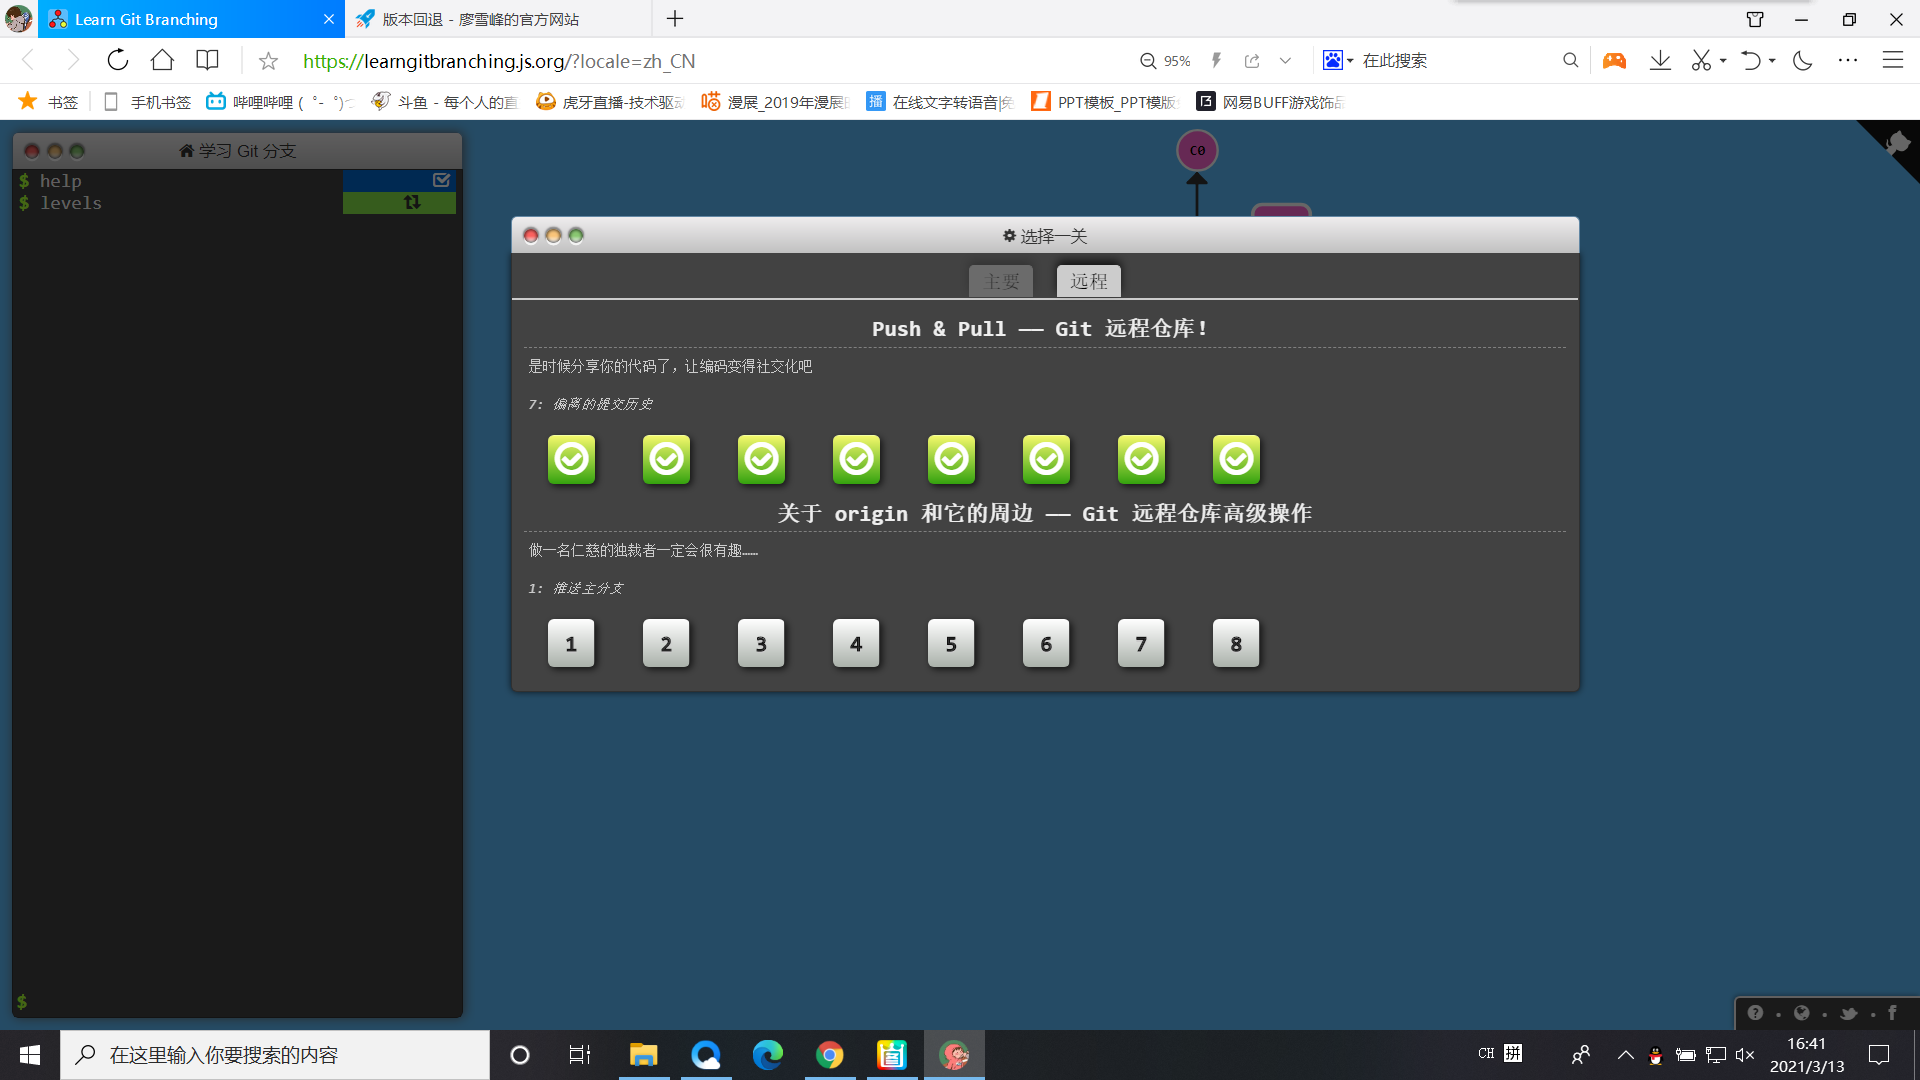 Learn Git Branching
版本回退 - 廖雪峰的官方网站
https://learngitbranching.js.org/?locale=zh_CN
95%
在此搜索
书签
手机书签
哔哩哔哩 ( ゜- ゜)つ
斗鱼 - 每个人的直
虎牙直播-技术驱动
漫展_2019年漫展
播
在线文字转语音|免
PPT模板_PPT模版
网易BUFF游戏饰品
学习 Git 分支
$ help
$ levels
$
C0
选择一关
主要
远程
Push & Pull —— Git 远程仓库!
是时候分享你的代码了，让编码变得社交化吧
7: 偏离的提交历史
关于 origin 和它的周边 —— Git 远程仓库高级操作
做一名仁慈的独裁者一定会很有趣……
1: 推送主分支
1 2 3 4 5 6 7 8
在这里输入你要搜索的内容
CH 拼
16:41
2021/3/13